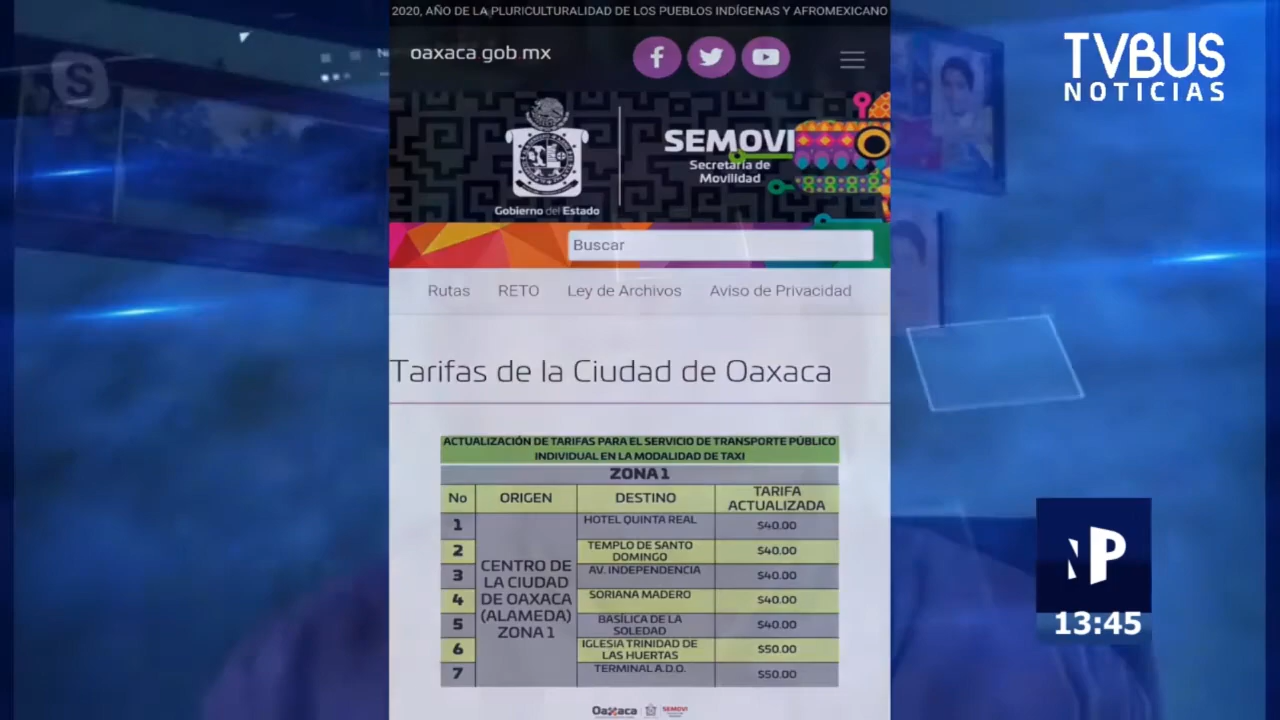 2020, AÑO DE LA PLURICULTURALIDAD DE LOS PUEBLOS INDÍGENAS Y AFROMEXICANO
oaxaca gob.mx
TVBUS
NOTICIAS
SEMOVI
Secretaría de
Movilidad
Gobierno del Estado
Buscar
Rutas RETO Ley de Archivos Aviso de Privacidad
Tarifas de la Ciudad de Oaxaca
ACTUALIZACIÓN DE TARIFAS PARA EL SERVICIO DE TRANSPORTE PÚBLICO
INDIVIDUAL EN LA MODALIDAD DE TAXI
ZONA 1
No ORIGEN DESTINO TARIFA ACTUALIZADA
CENTRO DE
LA CIUDAD
DE OAXACA
(ALAMEDA)
ZONA 1
1 HOTEL QUINTA REAL $40.00
2 TEMPLO DE SANTO DOMINGO $40.00
3 AV. INDEPENDENCIA $40.00
4 SORIANA MADERO $40.00
5 BASÍLICA DE LA SOLEDAD $40.00
6 IGLESIA TRINIDAD DE LAS HUERTAS $50.00
7 TERMINAL A.D.O. $50.00
Oaxaca SEMOVI
NP
13:45